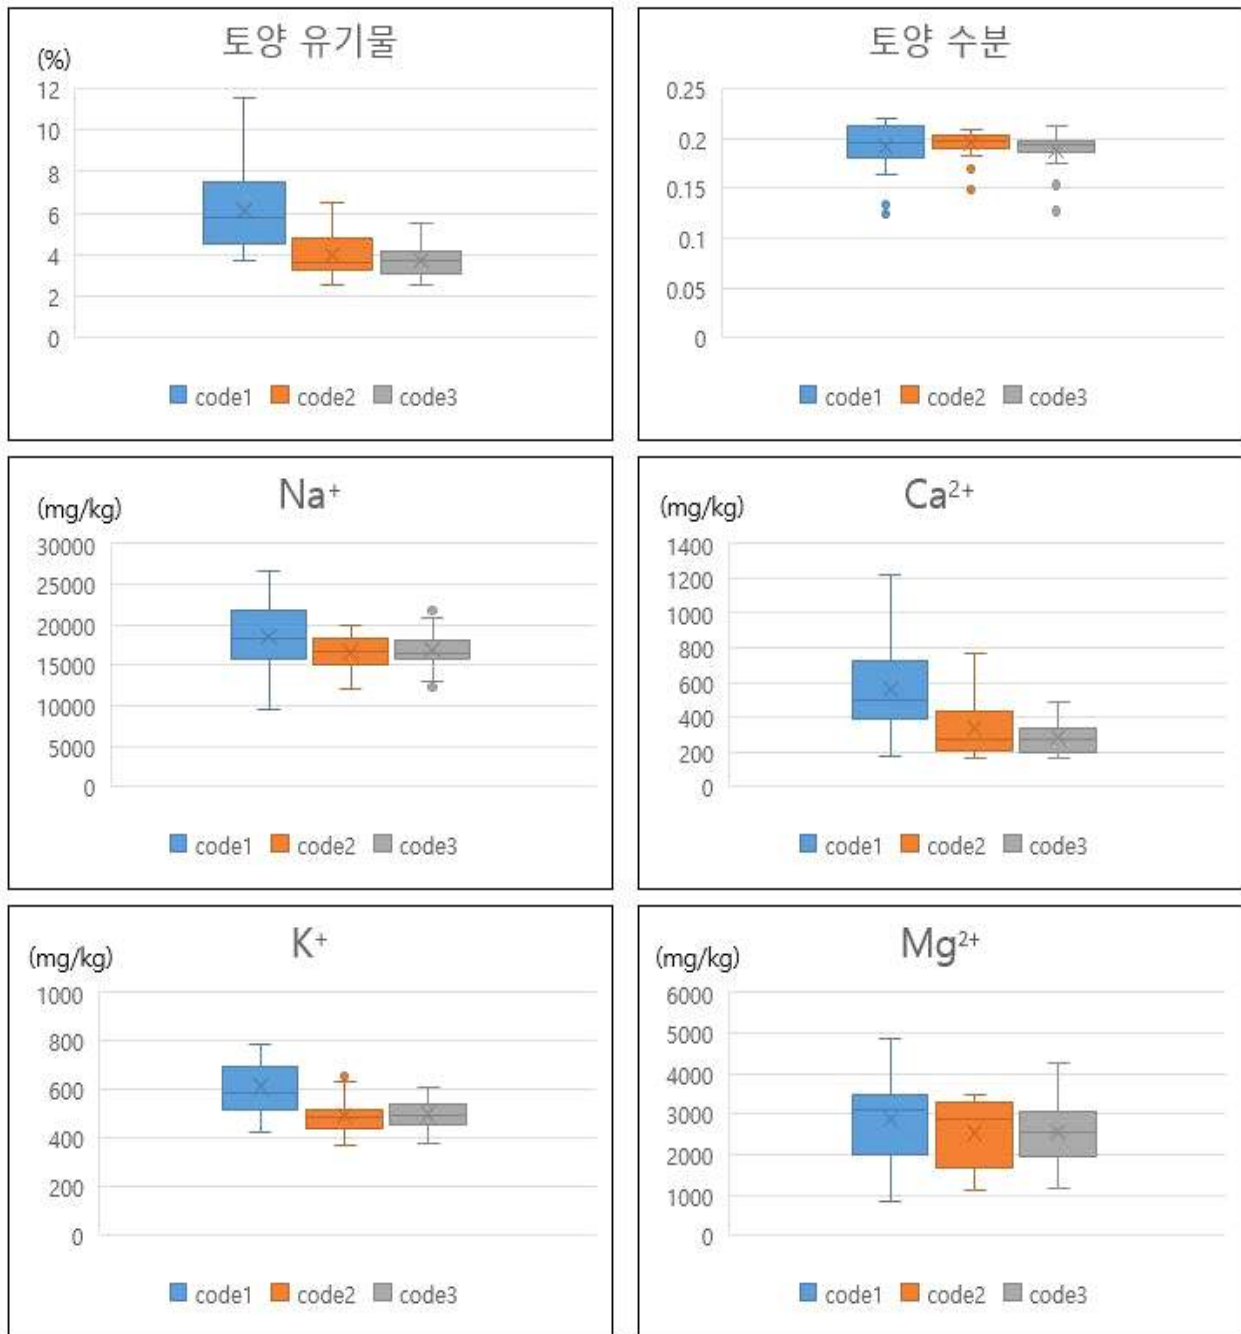 토양 유기물
(%)
12
10
8
6
4
2
0
code1 code2 code3
토양 수분
0.25
0.2
0.15
0.1
0.05
0
code1 code2 code3
Na⁺
(mg/kg)
30000
25000
20000
15000
10000
5000
0
code1 code2 code3
Ca²⁺
(mg/kg)
1400
1200
1000
800
600
400
200
0
code1 code2 code3
K⁺
(mg/kg)
1000
800
600
400
200
0
code1 code2 code3
Mg²⁺
(mg/kg)
6000
5000
4000
3000
2000
1000
0
code1 code2 code3